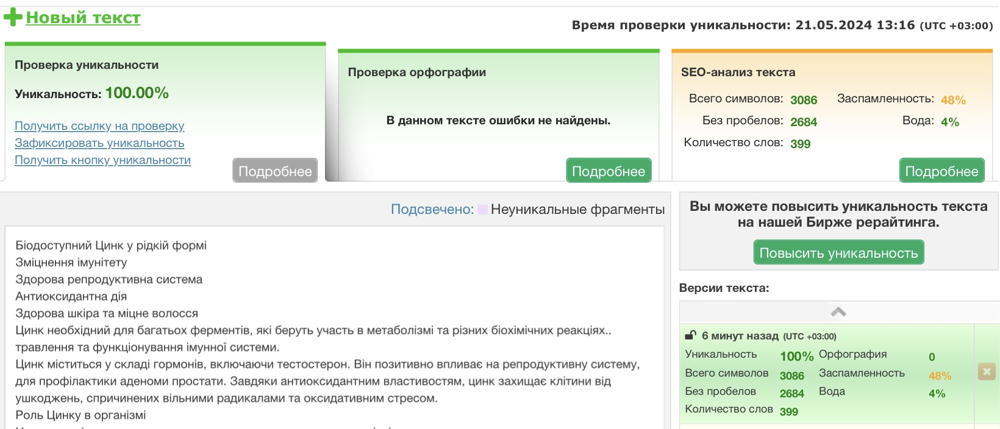 Новый текст
Время проверки уникальности: 21.05.2024 13:16 (UTC +03:00)
Проверка уникальности
Уникальность: 100.00%
Получить ссылку на проверку
Зафиксировать уникальность
Получить кнопку уникальности
Подробнее
Проверка орфографии
В данном тексте ошибки не найдены.
Подробнее
SEO-анализ текста
Всего символов: 3086 Заспамленность: 48%
Без пробелов: 2684 Вода: 4%
Количество слов: 399
Подробнее
Подсвечено: Неуникальные фрагменты
Біодоступний Цинк у рідкій формі
Зміцнення імунітету
Здорова репродуктивна система
Антиоксидантна дія
Здорова шкіра та міцне волосся
Цинк необхідний для багатьох ферментів, які беруть участь в метаболізмі та різних біохімічних реакціях..
травлення та функціонування імунної системи.
Цинк міститься у складі гормонів, включаючи тестостерон. Він позитивно впливає на репродуктивну систему,
для профілактики аденоми простати. Завдяки антиоксидантним властивостям, цинк захищає клітини від
ушкоджень, спричинених вільними радикалами та оксидативним стресом.
Роль Цинку в організмі
Вы можете повысить уникальность текста
на нашей Бирже рерайтинга.
Повысить уникальность
Версии текста:
6 минут назад (UTC +03:00)
Уникальность 100% Орфография 0
Всего символов 3086 Заспамленность 48%
Без пробелов 2684 Вода 4%
Количество слов 399